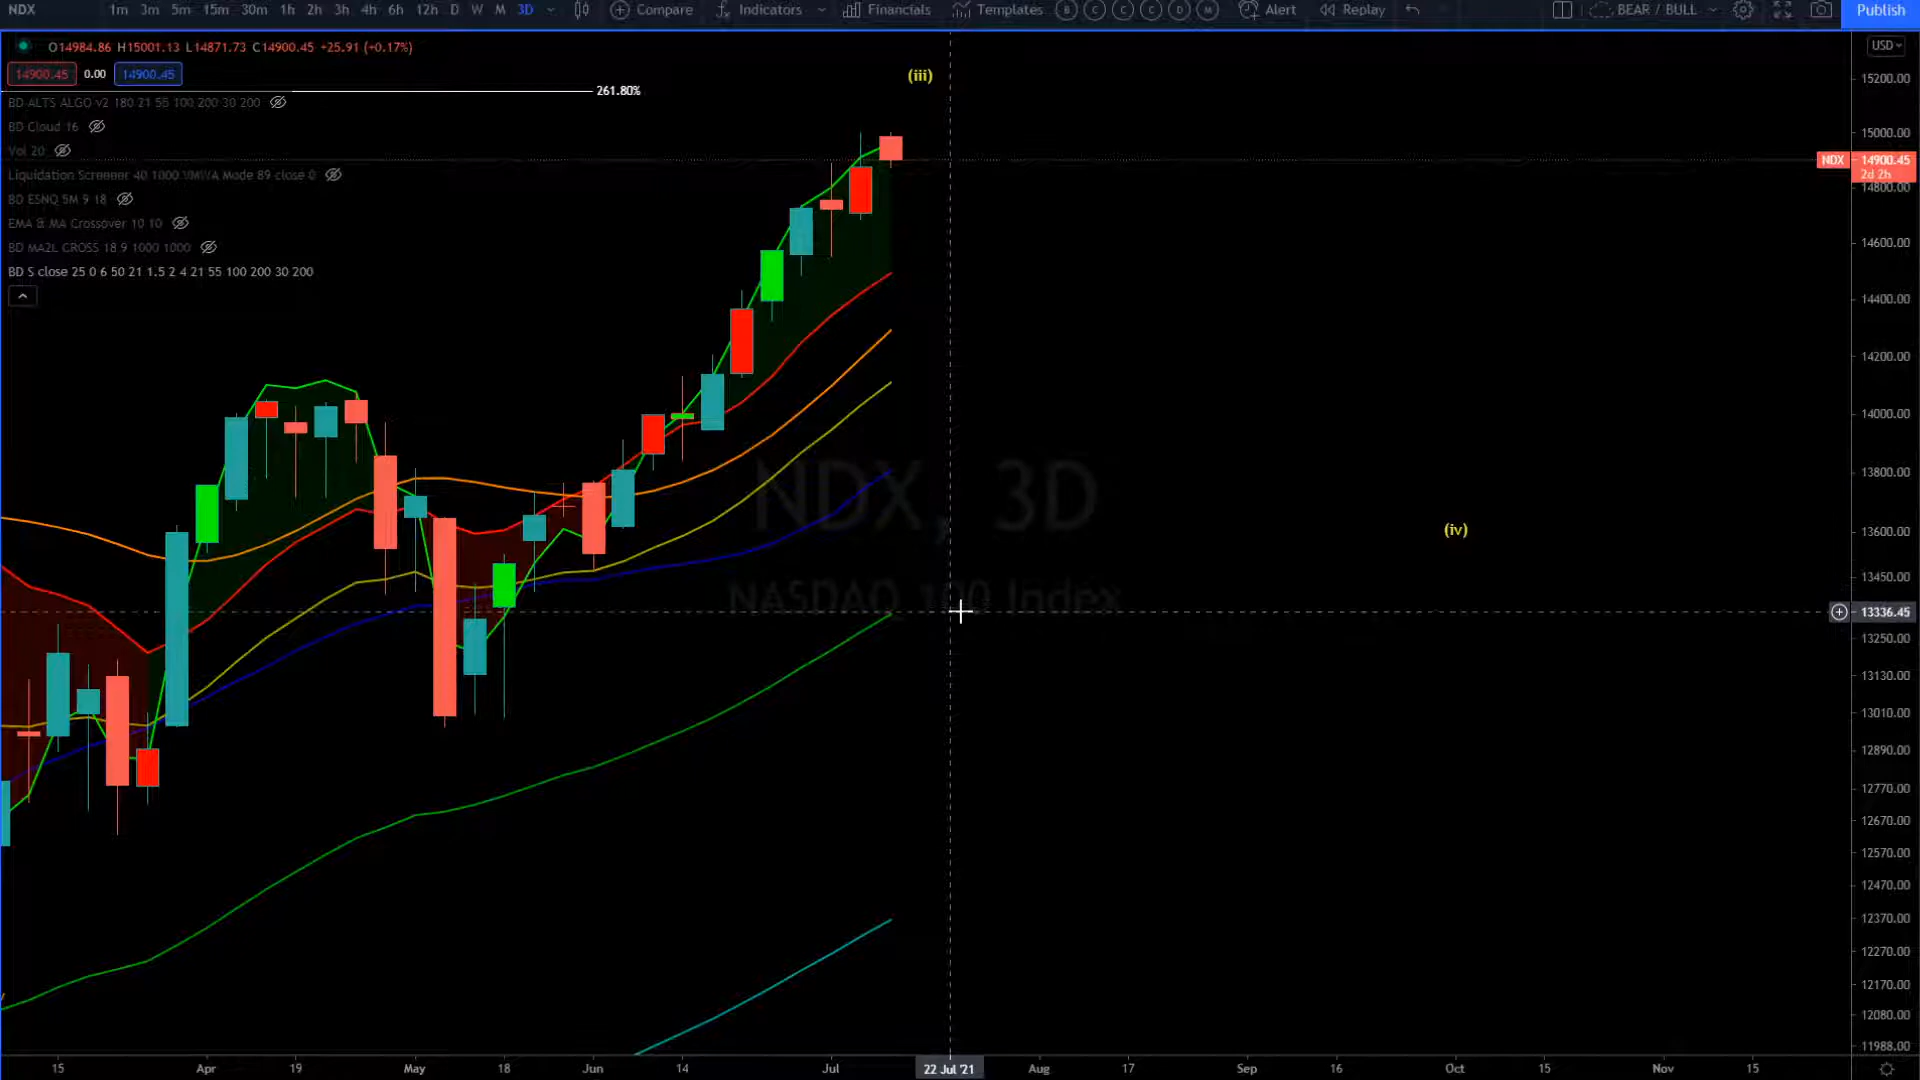 NDX 1m 3m 5m 15m 30m 1h 2h 3h 4h 6h 12h D W M 3D Compare Indicators Financials Templates B C C C D M Alert Replay BEAR / BULL Publish
O14984.86 H15001.13 L14871.73 C14900.45 +25.91 (+0.17%)
USD
14900.45 0.00 14900.45
(iii)
261.80%
BD ALTS ALGO v2 180 21 55 100 200 30 200
BD Cloud 16
Vol 20
Liquidation Screener 40 1000 VMWA Mode 89 close 0
BD ESNQ 5M 9 18
EMA & MA Crossover 10 10
BD MA2L CROSS 18 9 1000 1000
BD S close 25 0 6 50 21 1.5 2 4 21 55 100 200 30 200
15200.00
15000.00
NDX 14900.45
2d 2h
14800.00
14600.00
14400.00
14200.00
14000.00
13800.00
NDX, 3D
(iv)
13600.00
13450.00
NASDAQ 100 Index
13336.45
13250.00
13130.00
13010.00
12890.00
12770.00
12670.00
12570.00
12470.00
12370.00
12270.00
12170.00
12080.00
11988.00
15 Apr 19 May 18 Jun 14 Jul 22 Jul '21 Aug 17 Sep 16 Oct 15 Nov 15